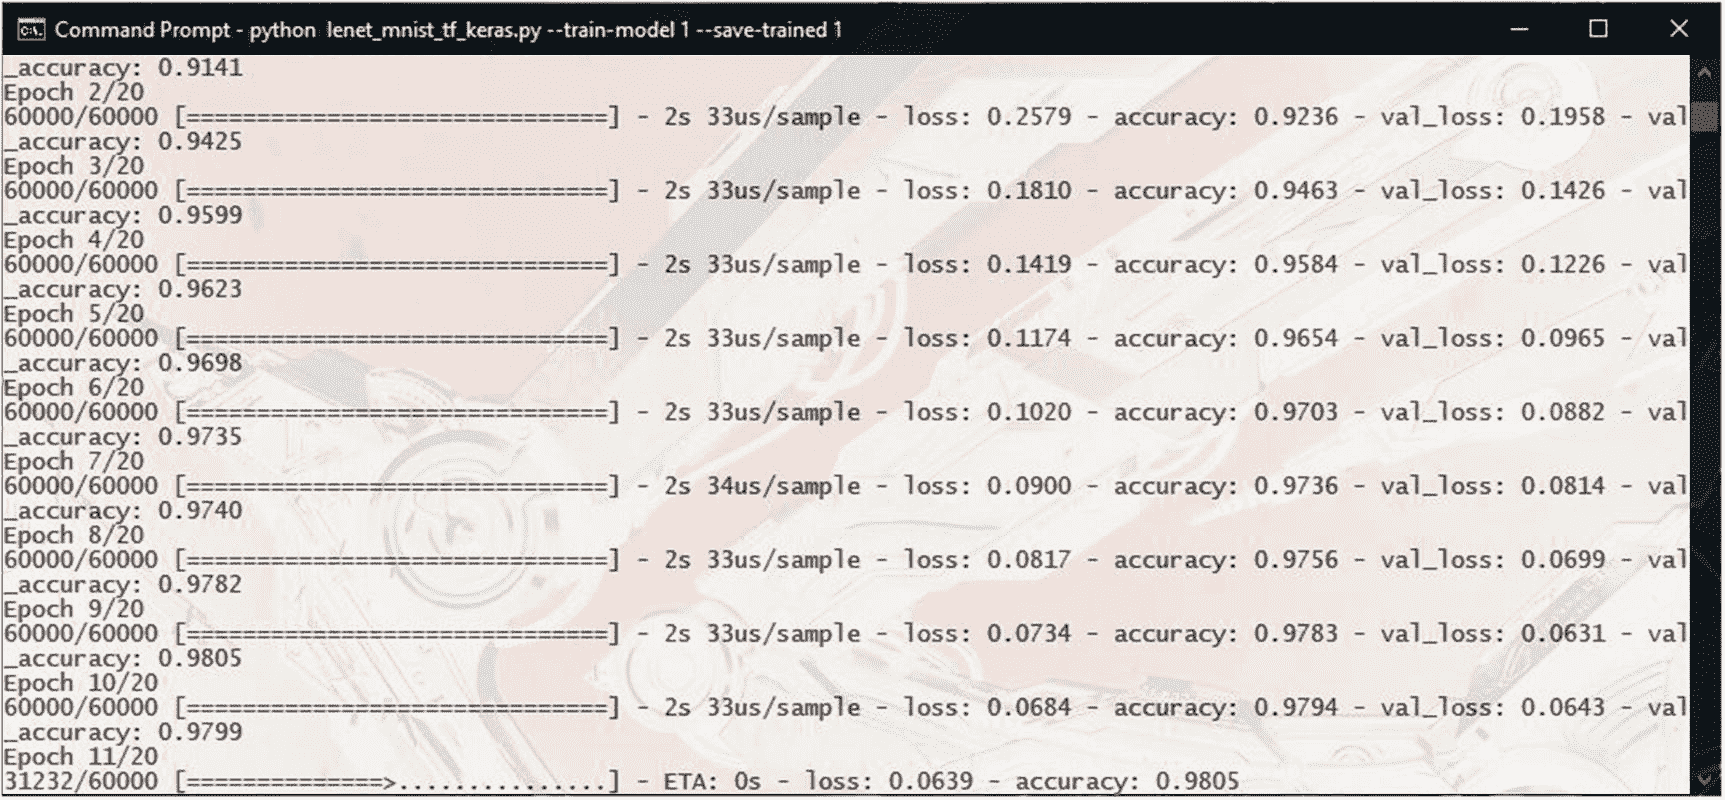 Command Prompt - python lenet_mnist_tf_keras.py --train-model 1 --save-trained 1
_accuracy: 0.9141
Epoch 2/20
60000/60000 [==============================] - 2s 33us/sample - loss: 0.2579 - accuracy: 0.9236 - val_loss: 0.1958 - val
_accuracy: 0.9425
Epoch 3/20
60000/60000 [==============================] - 2s 33us/sample - loss: 0.1810 - accuracy: 0.9463 - val_loss: 0.1426 - val
_accuracy: 0.9599
Epoch 4/20
60000/60000 [==============================] - 2s 33us/sample - loss: 0.1419 - accuracy: 0.9584 - val_loss: 0.1226 - val
_accuracy: 0.9623
Epoch 5/20
60000/60000 [==============================] - 2s 33us/sample - loss: 0.1174 - accuracy: 0.9654 - val_loss: 0.0965 - val
_accuracy: 0.9698
Epoch 6/20
60000/60000 [==============================] - 2s 33us/sample - loss: 0.1020 - accuracy: 0.9703 - val_loss: 0.0882 - val
_accuracy: 0.9735
Epoch 7/20
60000/60000 [==============================] - 2s 34us/sample - loss: 0.0900 - accuracy: 0.9736 - val_loss: 0.0814 - val
_accuracy: 0.9740
Epoch 8/20
60000/60000 [==============================] - 2s 33us/sample - loss: 0.0817 - accuracy: 0.9756 - val_loss: 0.0699 - val
_accuracy: 0.9782
Epoch 9/20
60000/60000 [==============================] - 2s 33us/sample - loss: 0.0734 - accuracy: 0.9783 - val_loss: 0.0631 - val
_accuracy: 0.9805
Epoch 10/20
60000/60000 [==============================] - 2s 33us/sample - loss: 0.0684 - accuracy: 0.9794 - val_loss: 0.0643 - val
_accuracy: 0.9799
Epoch 11/20
31232/60000 [==============>...............] - ETA: 0s - loss: 0.0639 - accuracy: 0.9805